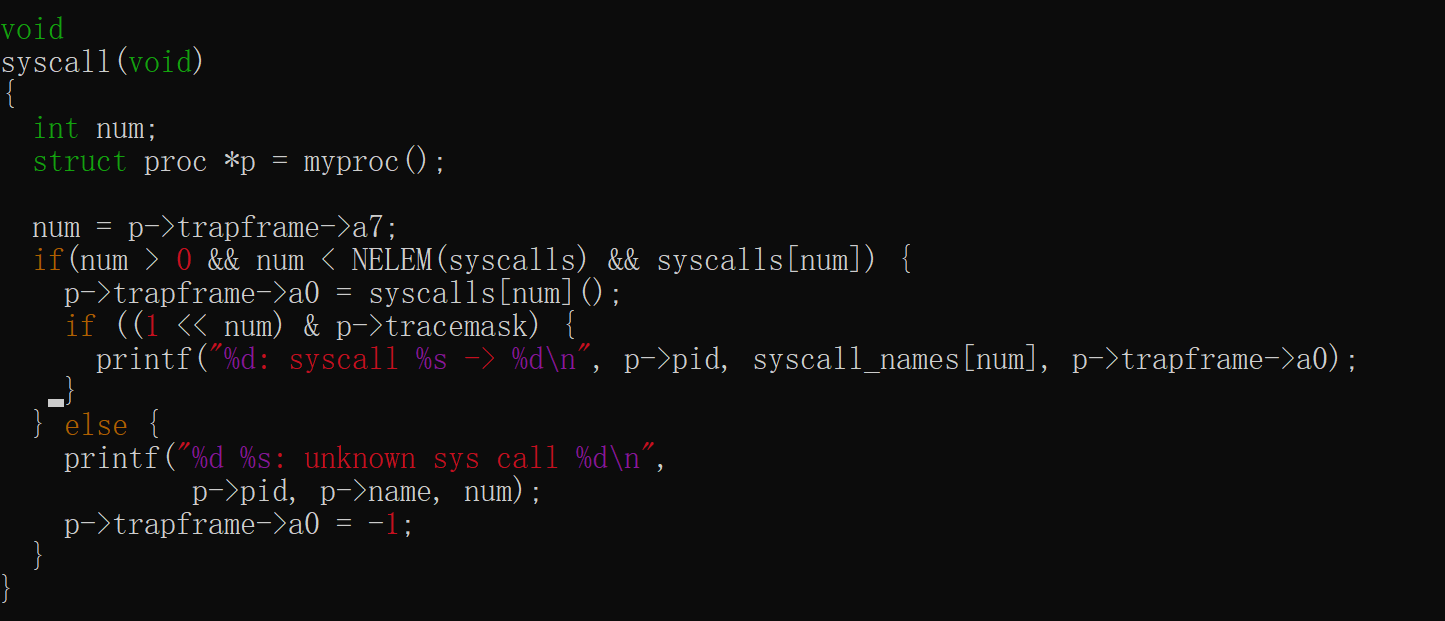 void
syscall(void)
{
  int num;
  struct proc *p = myproc();

  num = p->trapframe->a7;
  if(num > 0 && num < NELEM(syscalls) && syscalls[num]) {
    p->trapframe->a0 = syscalls[num]();
    if ((1 << num) & p->tracemask) {
      printf("%d: syscall %s -> %d\n", p->pid, syscall_names[num], p->trapframe->a0);
    }
  } else {
    printf("%d %s: unknown sys call %d\n",
            p->pid, p->name, num);
    p->trapframe->a0 = -1;
  }
}